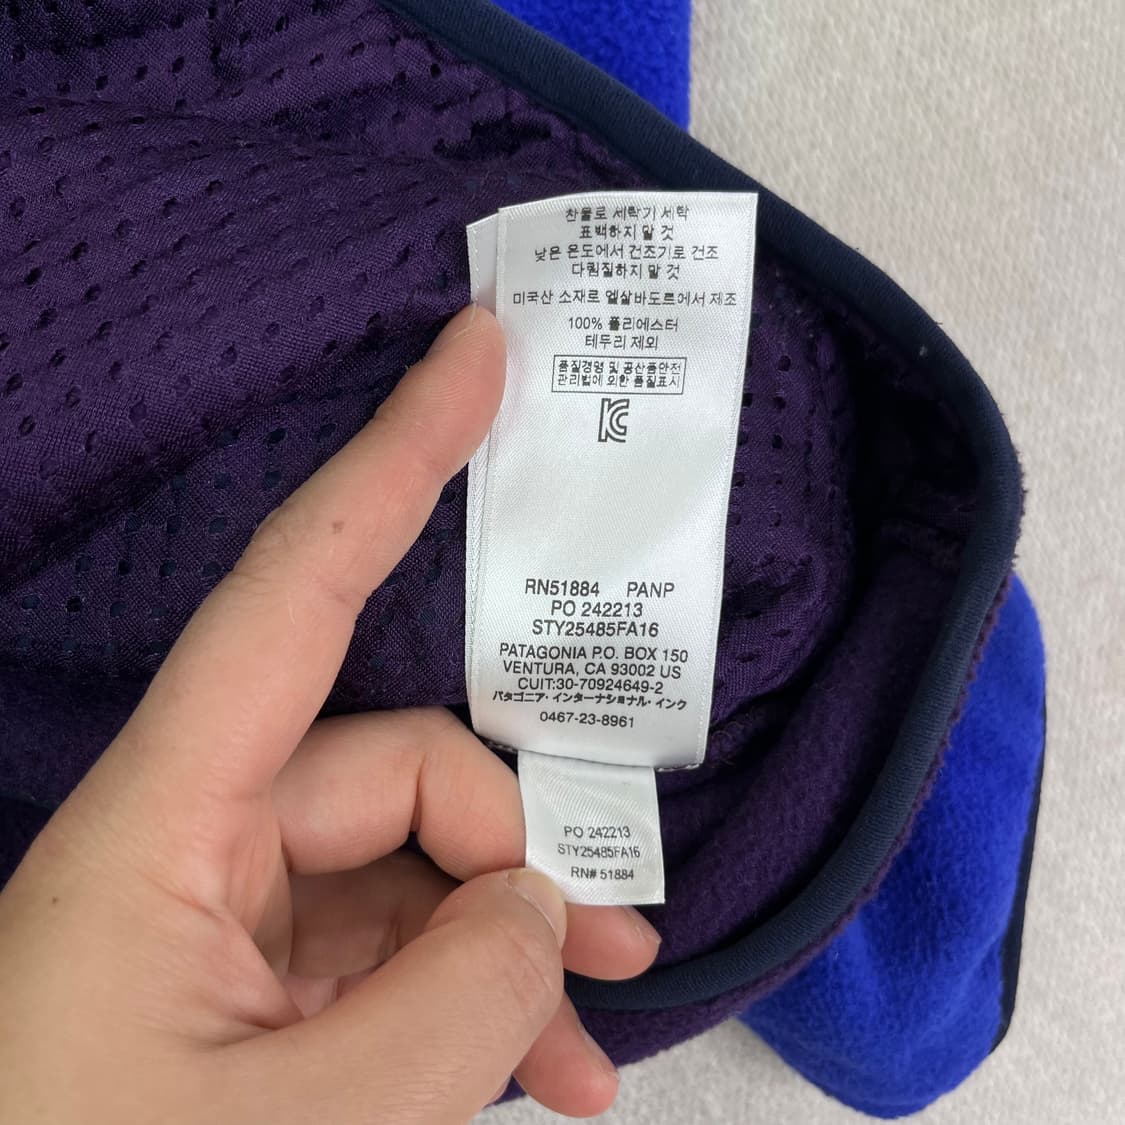 찬물로 세탁기 세탁
표백하지 말 것
낮은 온도에서 건조기로 건조
다림질하지 말 것
미국산 소재로 엘살바도르에서 제조
100% 폴리에스터
테두리 제외
품질경영 및 공산품안전
관리법에 의한 품질표시
RN51884 PANP
PO 242213
STY25485FA16
PATAGONIA P.O. BOX 150
VENTURA, CA 93002 US
CUIT:30-70924649-2
パタゴニア・インターナショナル・インク
0467-23-8961
PO 242213
STY25485FA16
RN# 51884